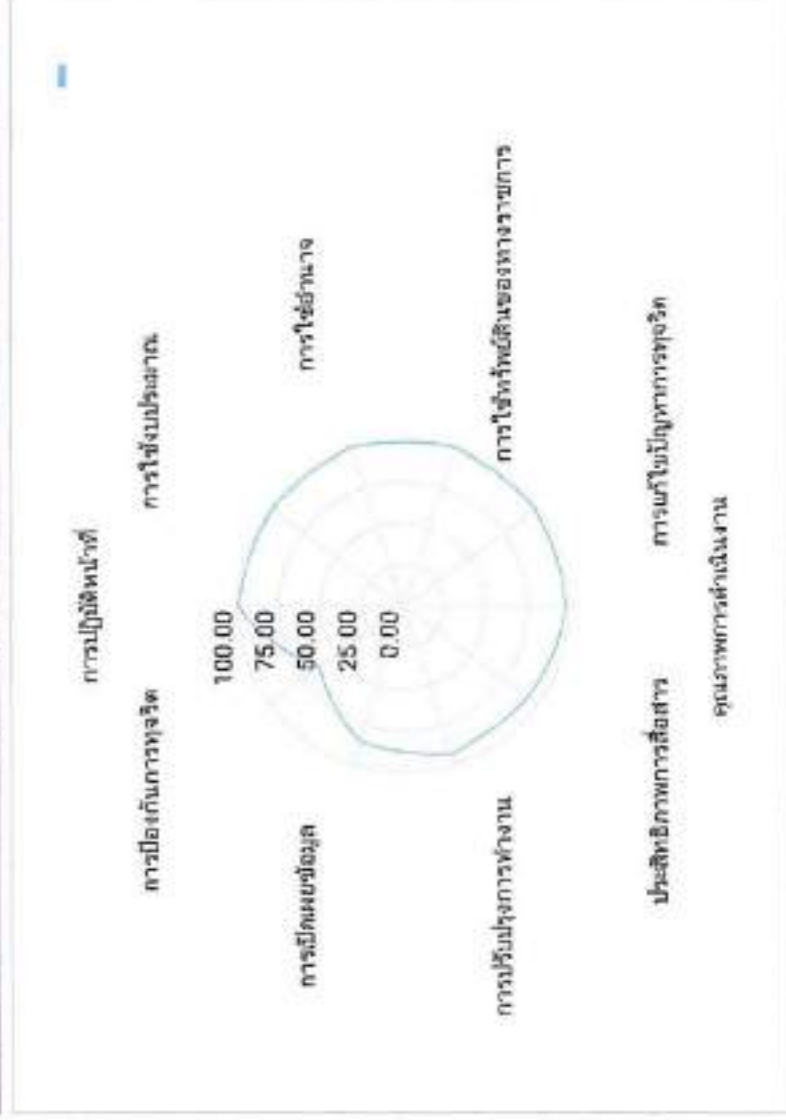 การปฏิบัติหน้าที่
การป้องกันการทุจริต
การใช้งบประมาณ
100.00
75.00
50.00
25.00
0.00
การเปิดเผยข้อมูล
การใช้อำนาจ
การปรับปรุงการทำงาน
การใช้ทรัพย์สินของทางราชการ
ประสิทธิภาพการสื่อสาร
การแก้ไขปัญหาการทุจริต
คุณภาพการดำเนินงาน